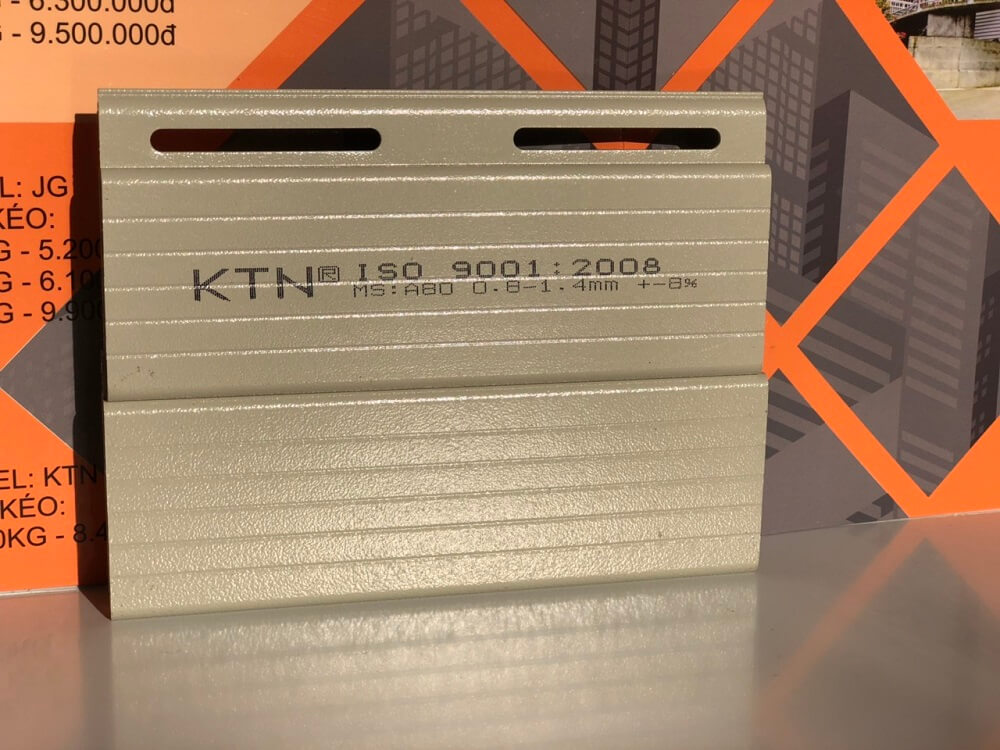 - 6.300.000đ
- 9.500.000đ
L: JG
KÉO:
G - 5.200
G - 6.10
G - 9.90
KTN® ISO 9001:2008
MS:A80 0.8-1.4mm +-8%
EL: KTN
KÉO:
0KG - 8.4